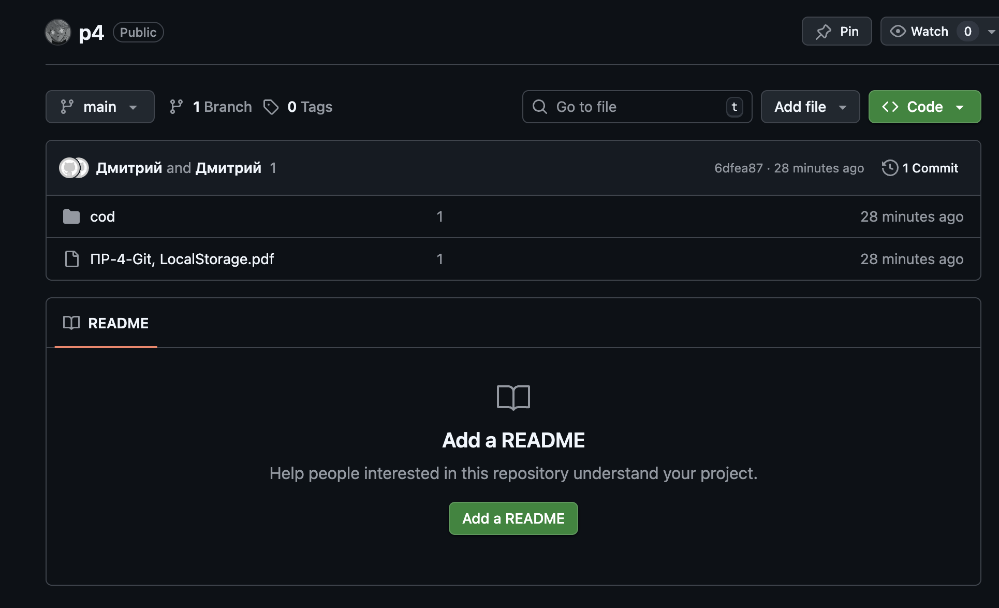 p4 Public Pin Watch 0
main 1 Branch 0 Tags Go to file t Add file Code
Дмитрий and Дмитрий 1 6dfea87 · 28 minutes ago 1 Commit
cod 1 28 minutes ago
ПР-4-Git, LocalStorage.pdf 1 28 minutes ago
README
Add a README
Help people interested in this repository understand your project.
Add a README